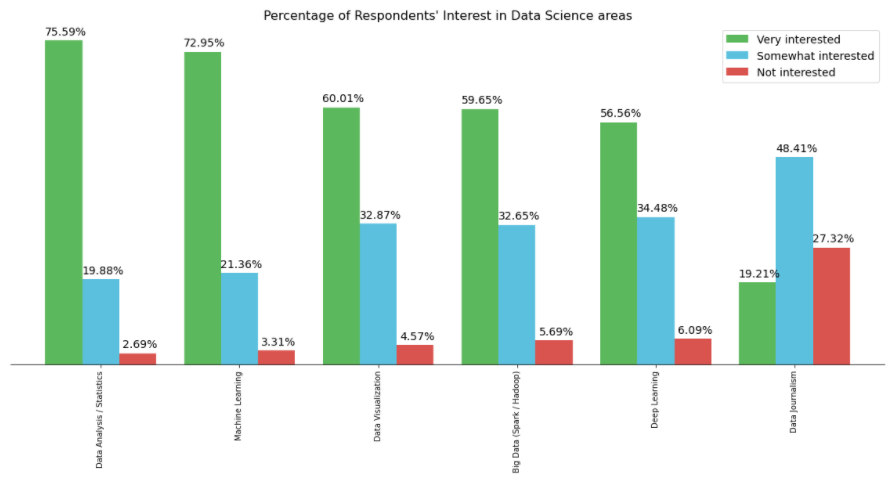 Percentage of Respondents' Interest in Data Science areas
Very interested
Somewhat interested
Not interested
75.59%
19.88%
2.69%
72.95%
21.36%
3.31%
60.01%
32.87%
4.57%
59.65%
32.65%
5.69%
56.56%
34.48%
6.09%
19.21%
48.41%
27.32%
Data Analysis / Statistics
Machine Learning
Data Visualization
Big Data (Spark / Hadoop)
Deep Learning
Data Journalism